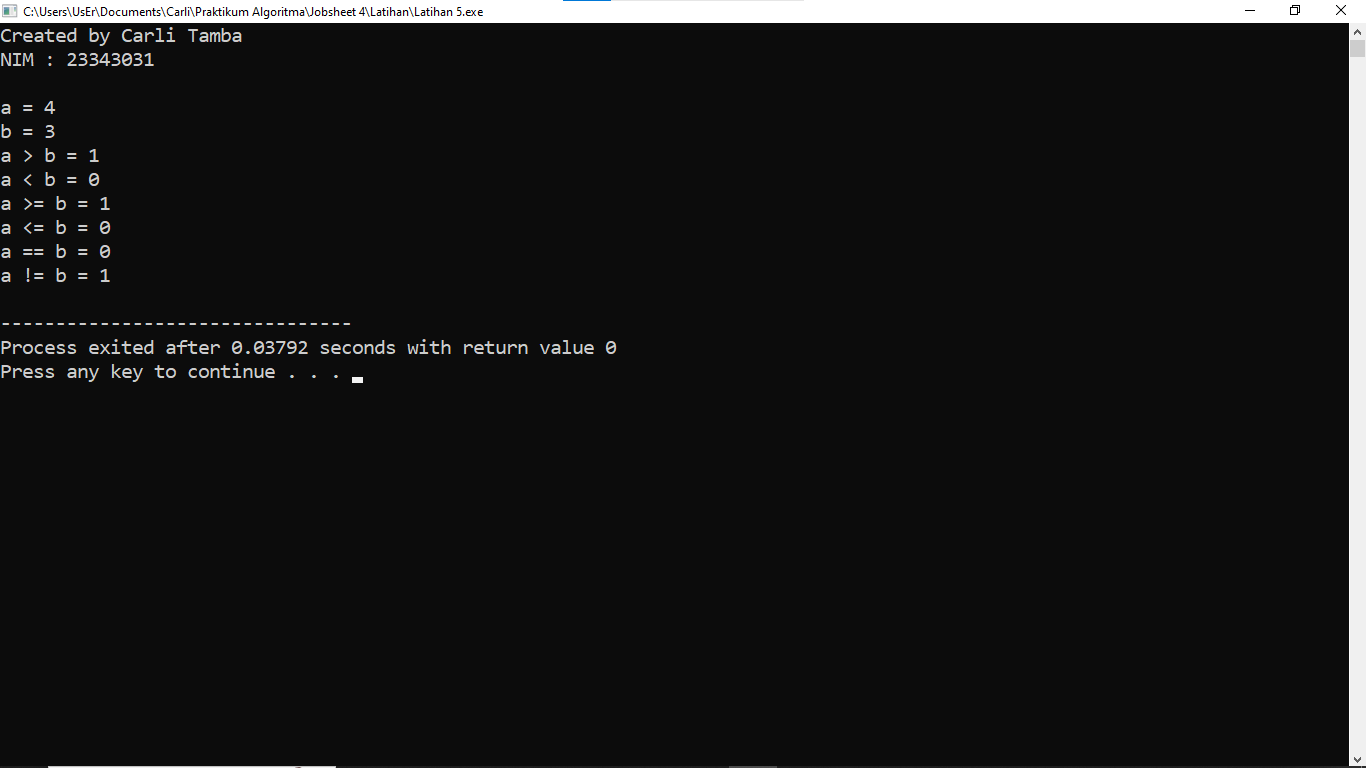 C:\Users\UsEr\Documents\Carli\Praktikum Algoritma\Jobsheet 4\Latihan\Latihan 5.exe
Created by Carli Tamba
NIM : 23343031
a = 4
b = 3
a > b = 1
a < b = 0
a >= b = 1
a <= b = 0
a == b = 0
a != b = 1
--------------------------------
Process exited after 0.03792 seconds with return value 0
Press any key to continue . . .